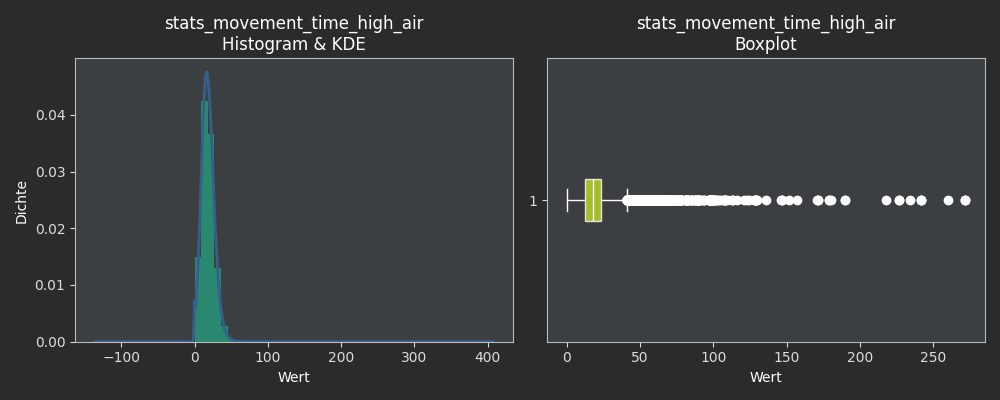 stats_movement_time_high_air
Histogram & KDE
Dichte
0.04
0.03
0.02
0.01
0.00
−100
0
100
200
300
400
Wert
stats_movement_time_high_air
Boxplot
1
0
50
100
150
200
250
Wert